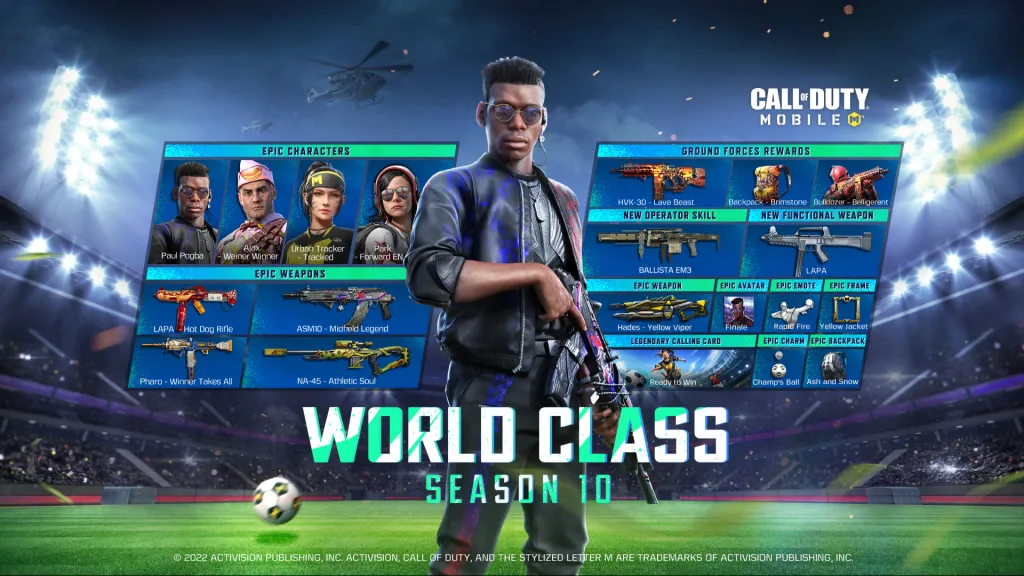 CALL OF DUTY
MOBILE
EPIC CHARACTERS
Paul Pogba
Alex
- Weiner Winner
Urban Tracker
- Tracked
Park
- Forward EN
EPIC WEAPONS
LAPA - Hot Dog Rifle
ASM10 - Midfield Legend
Pharo - Winner Takes All
NA-45 - Athletic Soul
GROUND FORCES REWARDS
HVK-30 - Lava Beast
Backpack - Brimstone
Bulldozer - Belligerent
NEW OPERATOR SKILL
NEW FUNCTIONAL WEAPON
BALLISTA EM3
LAPA
EPIC WEAPON
EPIC AVATAR
EPIC EMOTE
EPIC FRAME
Hades - Yellow Viper
Finale
Rapid Fire
Yellow Jacket
LEGENDARY CALLING CARD
EPIC CHARM
EPIC BACKPACK
Ready to Win
Champ's Ball
Ash and Snow
WORLD CLASS
SEASON 10
© 2022 ACTIVISION PUBLISHING, INC. ACTIVISION, CALL OF DUTY, AND THE STYLIZED LETTER M ARE TRADEMARKS OF ACTIVISION PUBLISHING, INC.